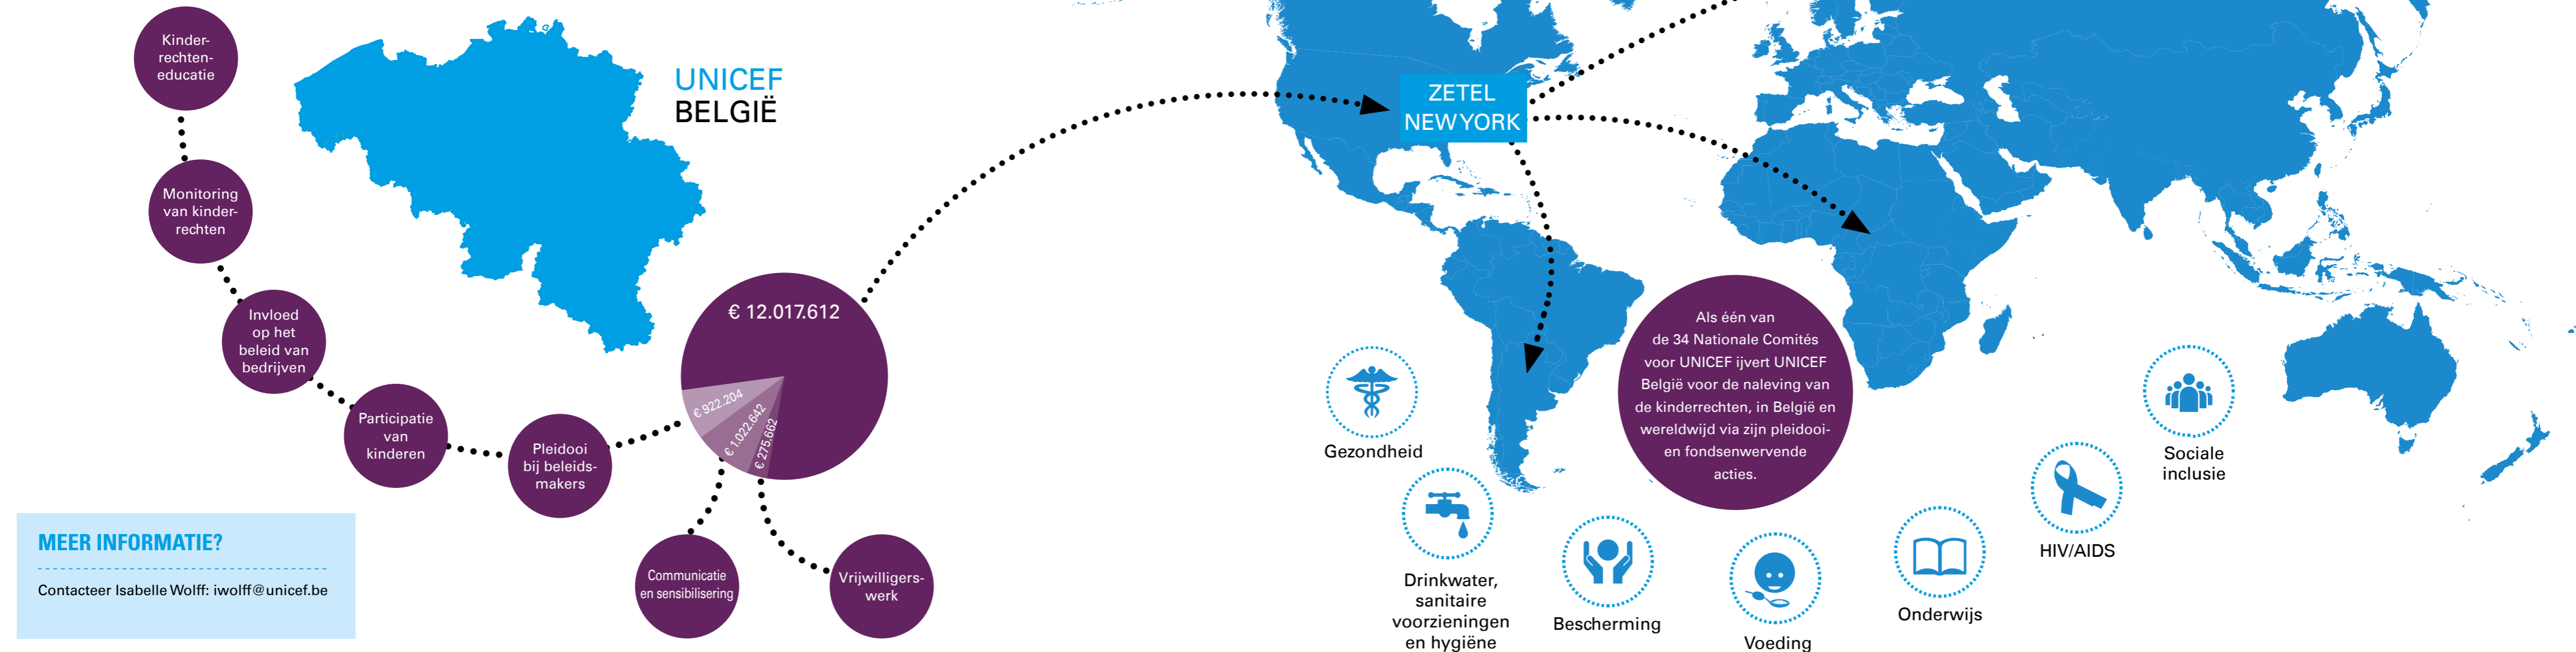 Kinder-
rechten-
educatie
Monitoring
van kinder-
rechten
Invloed
op het
beleid van
bedrijven
Participatie
van
kinderen
Pleidooi
bij beleids-
makers
UNICEF
BELGIË
€ 12.017.612
€ 922.204
€ 1.022.642
€ 275.662
Communicatie
en sensibilisering
Vrijwilligers-
werk
MEER INFORMATIE?
Contacteer Isabelle Wolff: iwolff@unicef.be
ZETEL
NEW YORK
Als één van
de 34 Nationale Comités
voor UNICEF ijvert UNICEF
België voor de naleving van
de kinderrechten, in België en
wereldwijd via zijn pleidooi-
en fondsenwervende
acties.
Gezondheid
Drinkwater,
sanitaire
voorzieningen
en hygiëne
Bescherming
Voeding
Onderwijs
HIV/AIDS
Sociale
inclusie